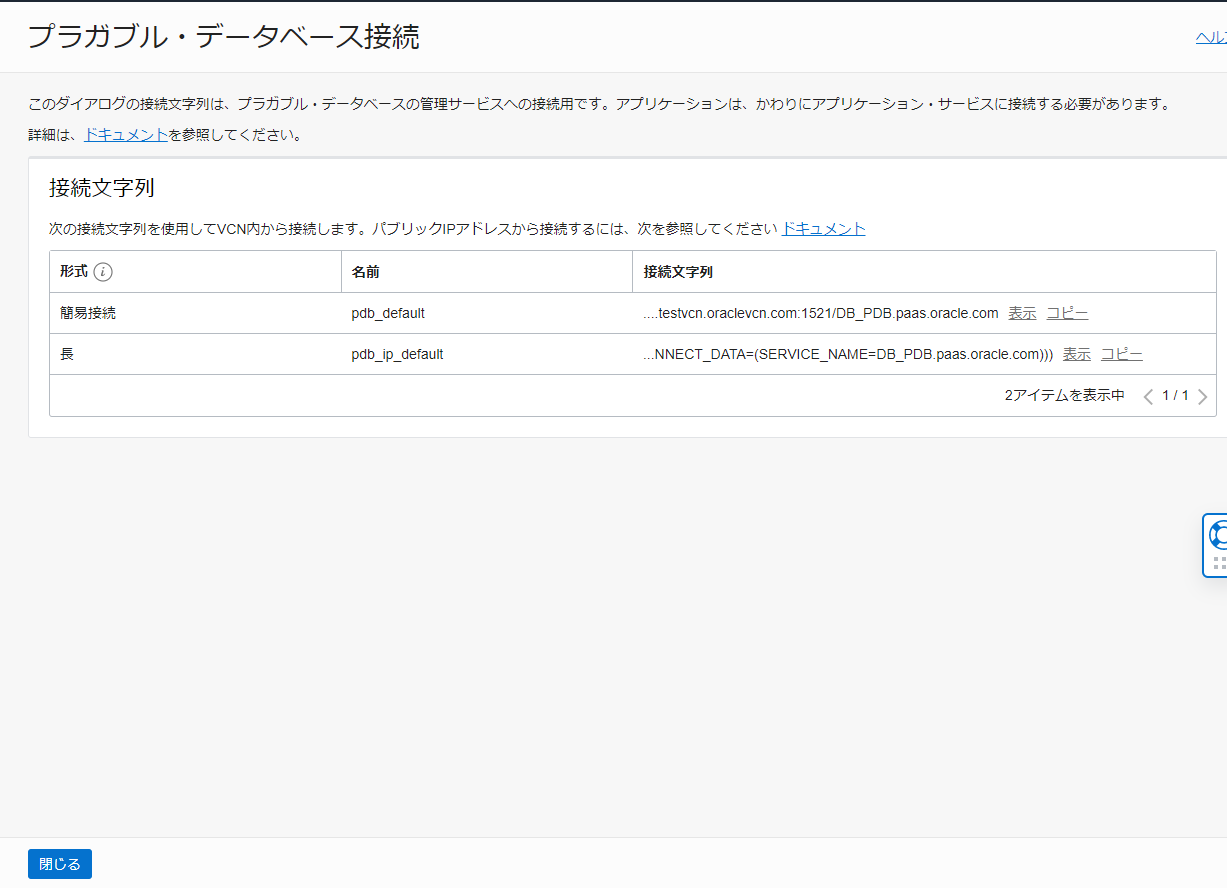 プラガブル・データベース接続
ヘル
このダイアログの接続文字列は、プラガブル・データベースの管理サービスへの接続用です。アプリケーションは、かわりにアプリケーション・サービスに接続する必要があります。
詳細は、ドキュメントを参照してください。
接続文字列
次の接続文字列を使用してVCN内から接続します。パブリックIPアドレスから接続するには、次を参照してください ドキュメント
形式 名前 接続文字列
簡易接続 pdb_default ....testvcn.oraclevcn.com:1521/DB_PDB.paas.oracle.com 表示 コピー
長 pdb_ip_default ...NNECT_DATA=(SERVICE_NAME=DB_PDB.paas.oracle.com))) 表示 コピー
2アイテムを表示中 1 / 1
閉じる